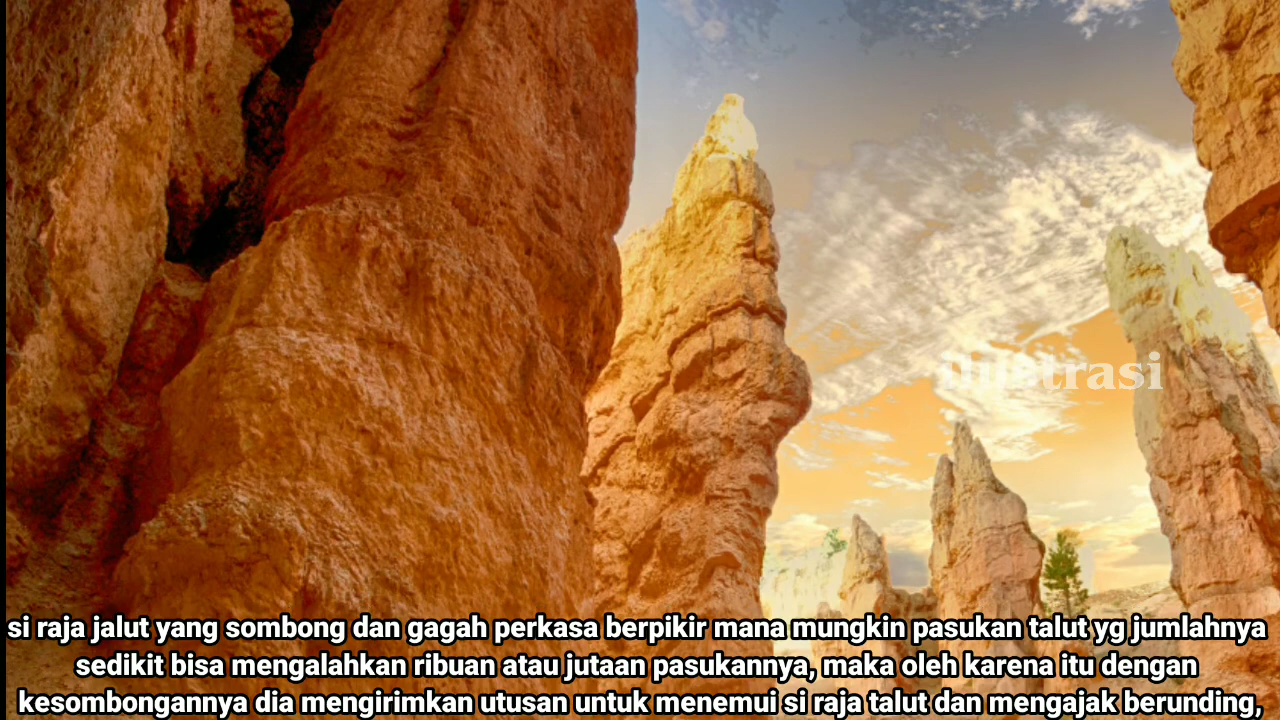 ilustrasi
si raja jalut yang sombong dan gagah perkasa berpikir mana mungkin pasukan talut yg jumlahnya
sedikit bisa mengalahkan ribuan atau jutaan pasukannya, maka oleh karena itu dengan
kesombongannya dia mengirimkan utusan untuk menemui si raja talut dan mengajak berunding,